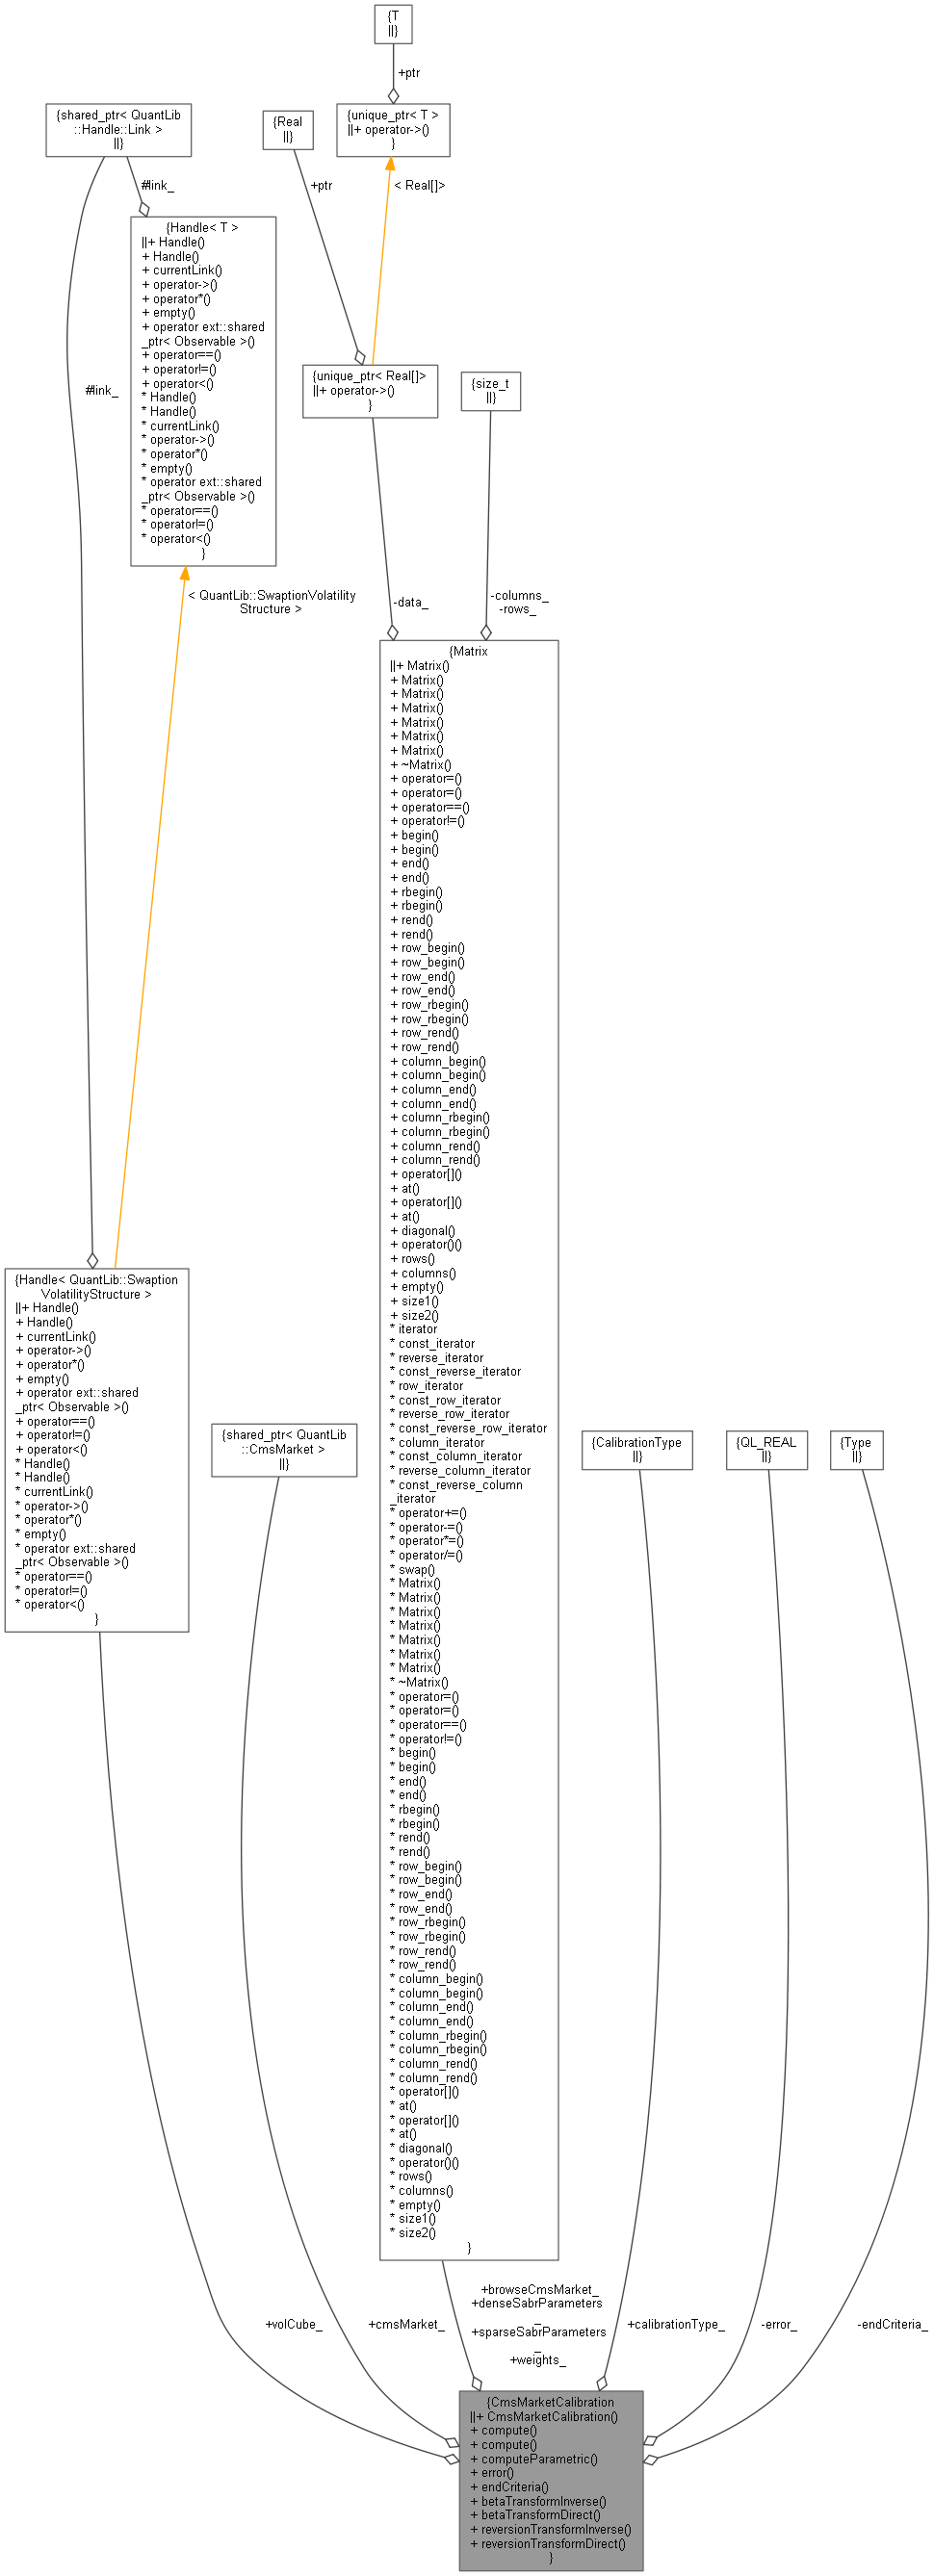 {T
||}
+ptr
{shared_ptr< QuantLib
::Handle::Link >
||}
{Real
||}
{unique_ptr< T >
||+ operator->()
}
#link_
+ptr
< Real[]>
{Handle< T >
||+ Handle()
+ Handle()
+ currentLink()
+ operator->()
+ operator*()
+ empty()
+ operator ext::shared
_ptr< Observable >()
+ operator==()
+ operator!=()
+ operator<()
* Handle()
* Handle()
* currentLink()
* operator->()
* operator*()
* empty()
* operator ext::shared
_ptr< Observable >()
* operator==()
* operator!=()
* operator<()
}
#link_
{unique_ptr< Real[]>
||+ operator->()
}
{size_t
||}
< QuantLib::SwaptionVolatility
Structure >
-data_
-columns_
-rows_
{Matrix
||+ Matrix()
+ Matrix()
+ Matrix()
+ Matrix()
+ Matrix()
+ Matrix()
+ Matrix()
+ ~Matrix()
+ operator=()
+ operator=()
+ operator==()
+ operator!=()
+ begin()
+ begin()
+ end()
+ end()
+ rbegin()
+ rbegin()
+ rend()
+ rend()
+ row_begin()
+ row_begin()
+ row_end()
+ row_end()
+ row_rbegin()
+ row_rbegin()
+ row_rend()
+ row_rend()
+ column_begin()
+ column_begin()
+ column_end()
+ column_end()
+ column_rbegin()
+ column_rbegin()
+ column_rend()
+ column_rend()
+ operator[]()
+ at()
+ operator[]()
+ at()
+ diagonal()
+ operator()()
+ rows()
+ columns()
+ empty()
+ size1()
+ size2()
* iterator
* const_iterator
* reverse_iterator
* const_reverse_iterator
* row_iterator
* const_row_iterator
* reverse_row_iterator
* const_reverse_row_iterator
* column_iterator
* const_column_iterator
* reverse_column_iterator
* const_reverse_column
_iterator
* operator+=()
* operator-=()
* operator*=()
* operator/=()
* swap()
* Matrix()
* Matrix()
* Matrix()
* Matrix()
* Matrix()
* Matrix()
* Matrix()
* ~Matrix()
* operator=()
* operator=()
* operator==()
* operator!=()
* begin()
* begin()
* end()
* end()
* rbegin()
* rbegin()
* rend()
* rend()
* row_begin()
* row_begin()
* row_end()
* row_end()
* row_rbegin()
* row_rbegin()
* row_rend()
* row_rend()
* column_begin()
* column_begin()
* column_end()
* column_end()
* column_rbegin()
* column_rbegin()
* column_rend()
* column_rend()
* operator[]()
* at()
* operator[]()
* at()
* diagonal()
* operator()()
* rows()
* columns()
* empty()
* size1()
* size2()
}
{Handle< QuantLib::Swaption
VolatilityStructure >
||+ Handle()
+ Handle()
+ currentLink()
+ operator->()
+ operator*()
+ empty()
+ operator ext::shared
_ptr< Observable >()
+ operator==()
+ operator!=()
+ operator<()
* Handle()
* Handle()
* currentLink()
* operator->()
* operator*()
* empty()
* operator ext::shared
_ptr< Observable >()
* operator==()
* operator!=()
* operator<()
}
{shared_ptr< QuantLib
::CmsMarket >
||}
{CalibrationType
||}
{QL_REAL
||}
{Type
||}
+volCube_
+cmsMarket_
+browseCmsMarket_
+denseSabrParameters
_
+sparseSabrParameters
_
+weights_
+calibrationType_
-error_
-endCriteria_
{CmsMarketCalibration
||+ CmsMarketCalibration()
+ compute()
+ compute()
+ computeParametric()
+ error()
+ endCriteria()
+ betaTransformInverse()
+ betaTransformDirect()
+ reversionTransformInverse()
+ reversionTransformDirect()
}